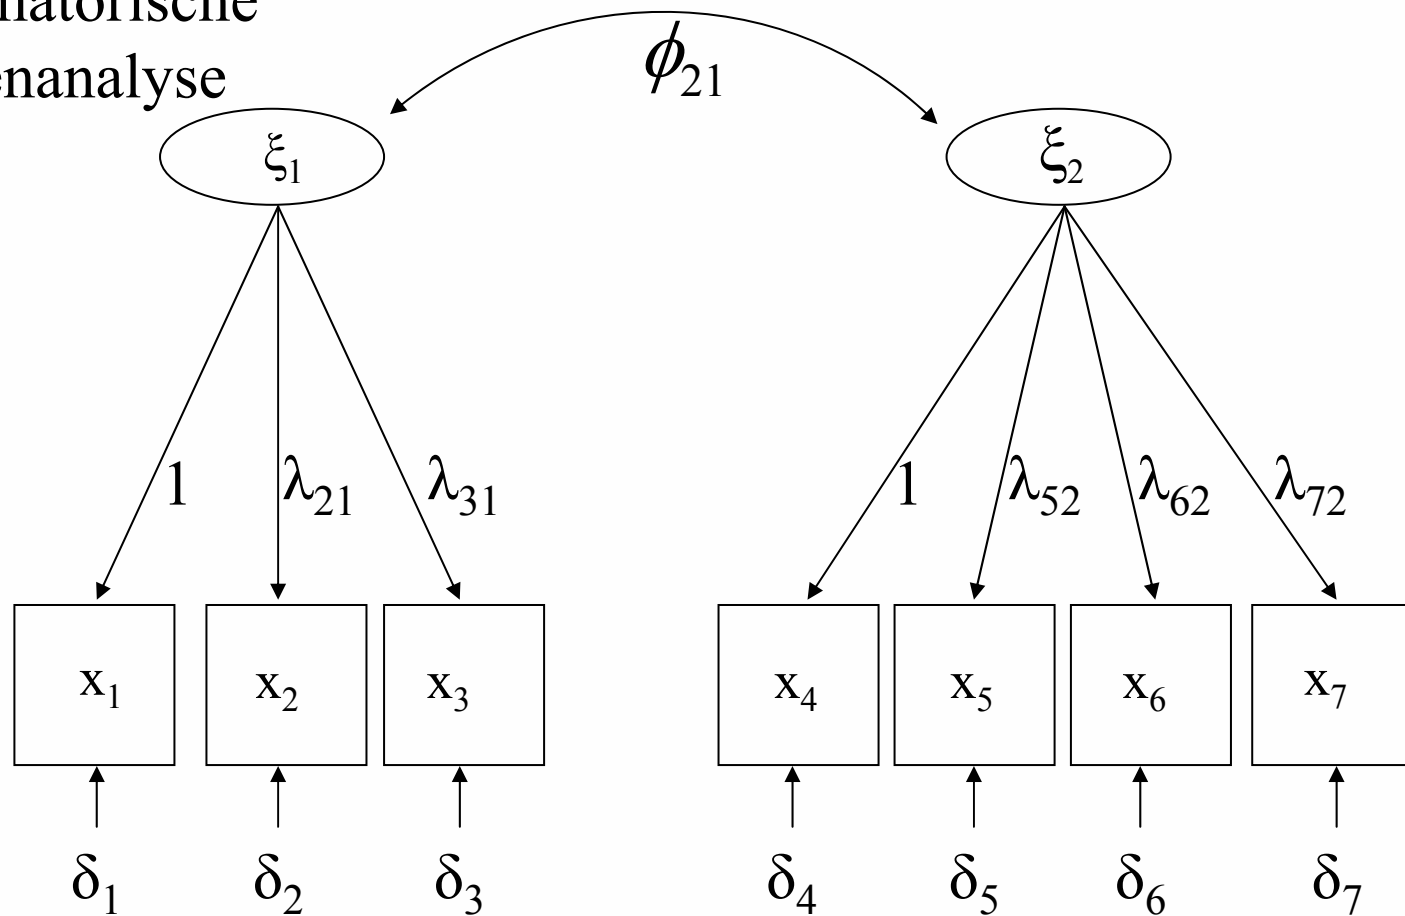 matorische
enanalyse
ϕ21
ξ1 ξ2
1 λ21 λ31 1 λ52 λ62 λ72
x1 x2 x3 x4 x5 x6 x7
δ1 δ2 δ3 δ4 δ5 δ6 δ7